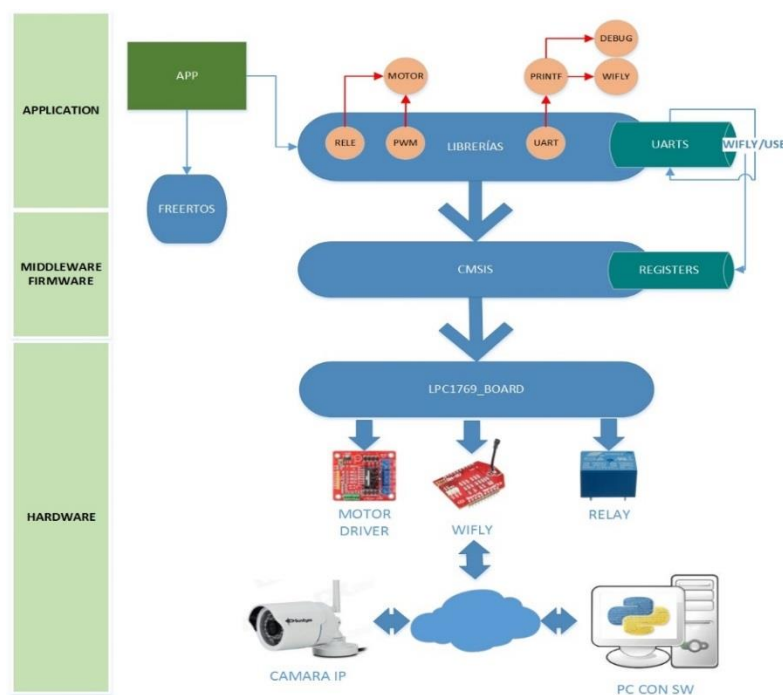 APPLICATION
APP
FREERTOS
MOTOR
DEBUG
PRINTF
WIFLY
RELE
PWM
LIBRERÍAS
UART
UARTS
WIFLY/USE
MIDDLEWARE
FIRMWARE
CMSIS
REGISTERS
HARDWARE
LPC1769_BOARD
MOTOR
DRIVER
WIFLY
RELAY
CAMARA IP
PC CON SW